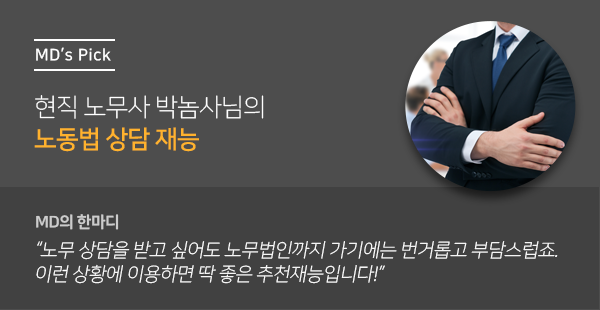 MD's Pick
현직 노무사 박놈사님의
노동법 상담 재능
MD의 한마디
“노무 상담을 받고 싶어도 노무법인까지 가기에는 번거롭고 부담스럽죠.
이런 상황에 이용하면 딱 좋은 추천재능입니다!”